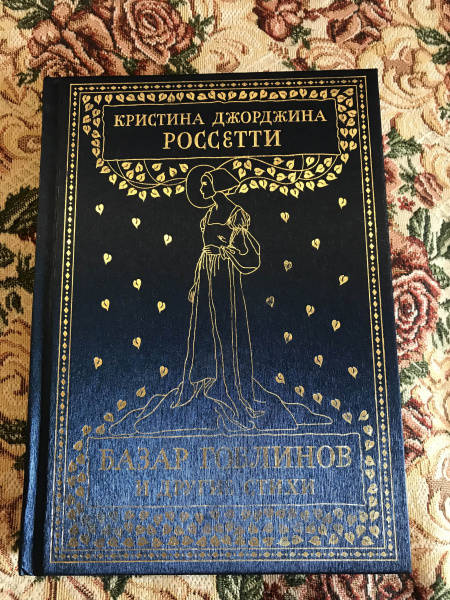 КРИСТИНА ДЖОРДЖИНА
РОССЕТТИ
БАЗАР ГОБЛИНОВ
И ДРУГИЕ СТИХИ